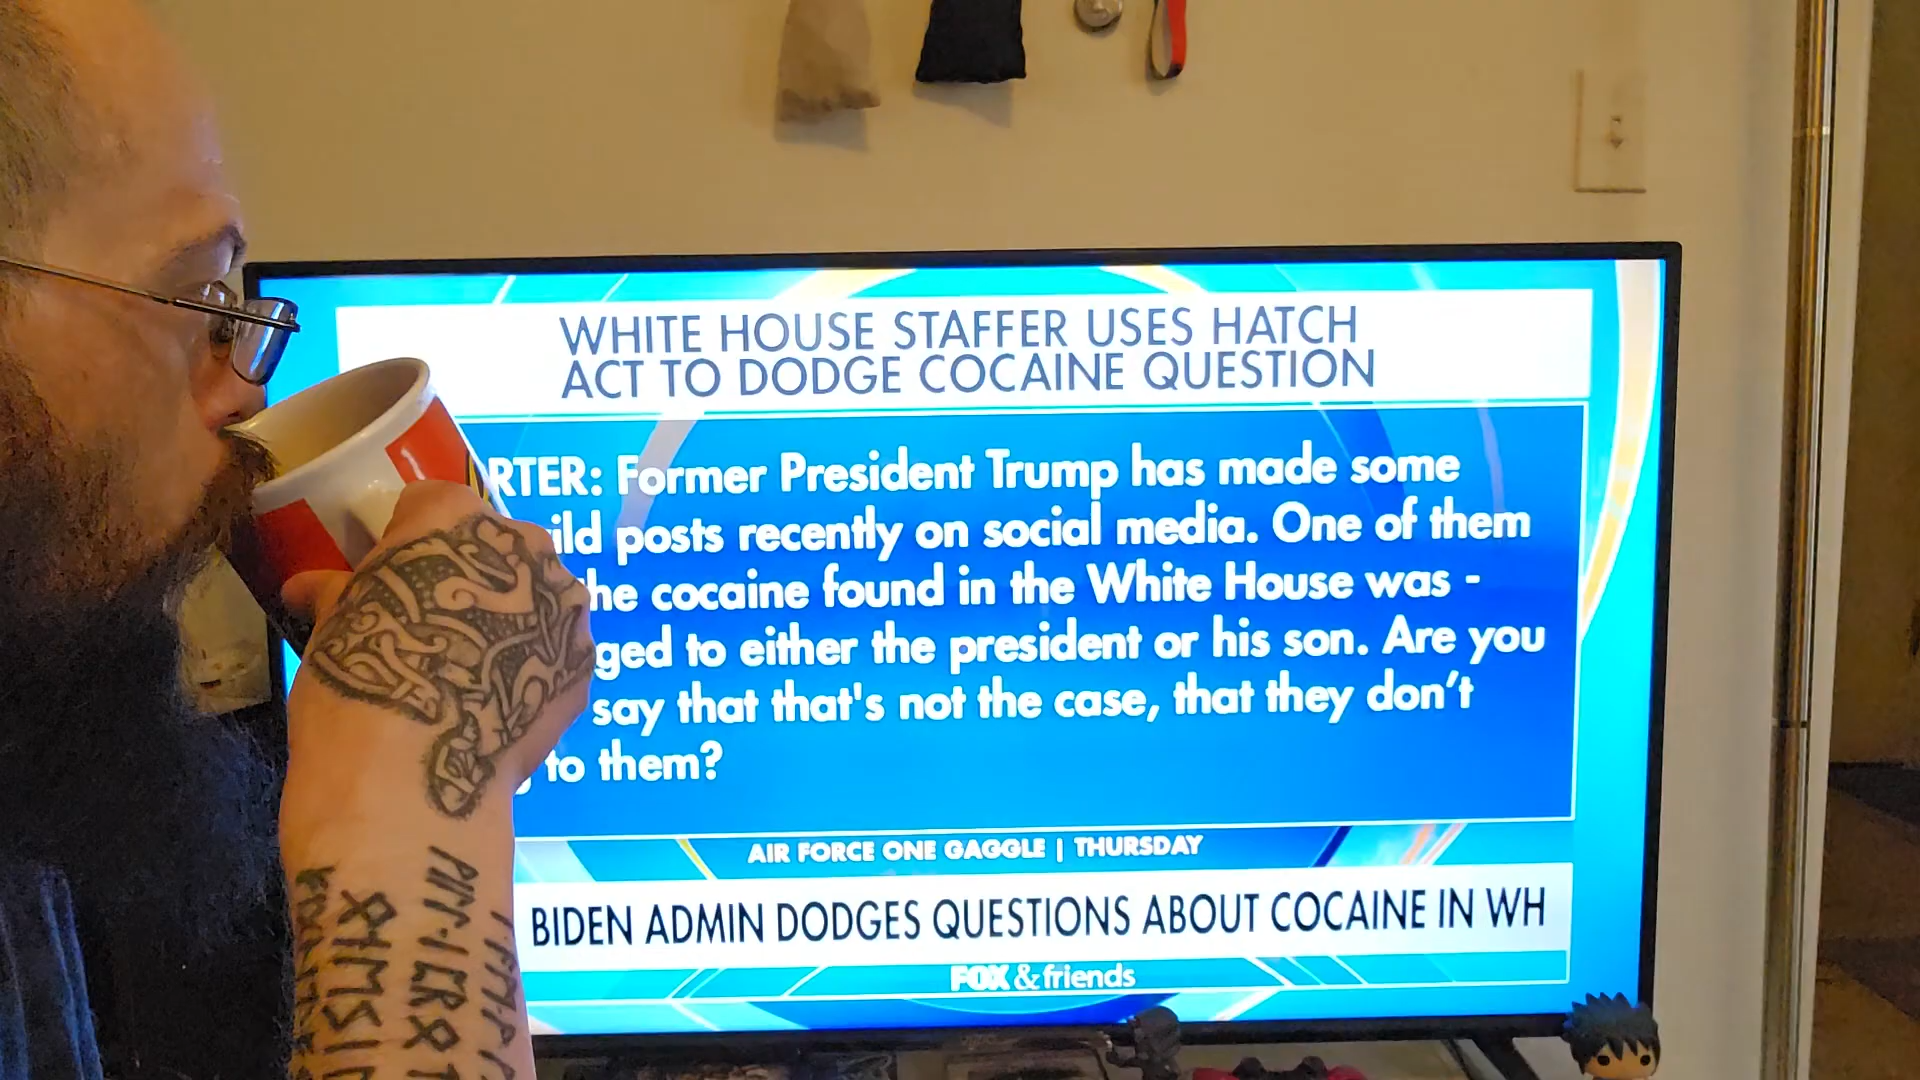 WHITE HOUSE STAFFER USES HATCH
ACT TO DODGE COCAINE QUESTION
RTER: Former President Trump has made some
ild posts recently on social media. One of them
he cocaine found in the White House was -
ged to either the president or his son. Are you
say that that's not the case, that they don't
to them?
AIR FORCE ONE GAGGLE | THURSDAY
BIDEN ADMIN DODGES QUESTIONS ABOUT COCAINE IN WH
FOX & friends